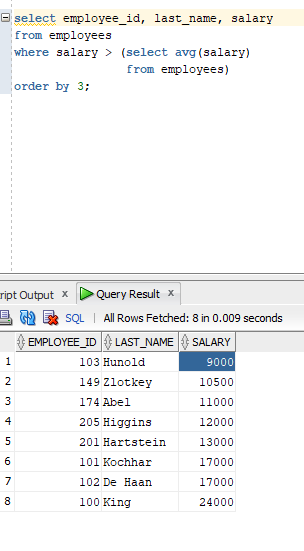 select employee_id, last_name, salary
from employees
where salary > (select avg(salary)
from employees)
order by 3;
ript Output x Query Result x
SQL | All Rows Fetched: 8 in 0.009 seconds
EMPLOYEE_ID LAST_NAME SALARY
1 103 Hunold 9000
2 149 Zlotkey 10500
3 174 Abel 11000
4 205 Higgins 12000
5 201 Hartstein 13000
6 101 Kochhar 17000
7 102 De Haan 17000
8 100 King 24000